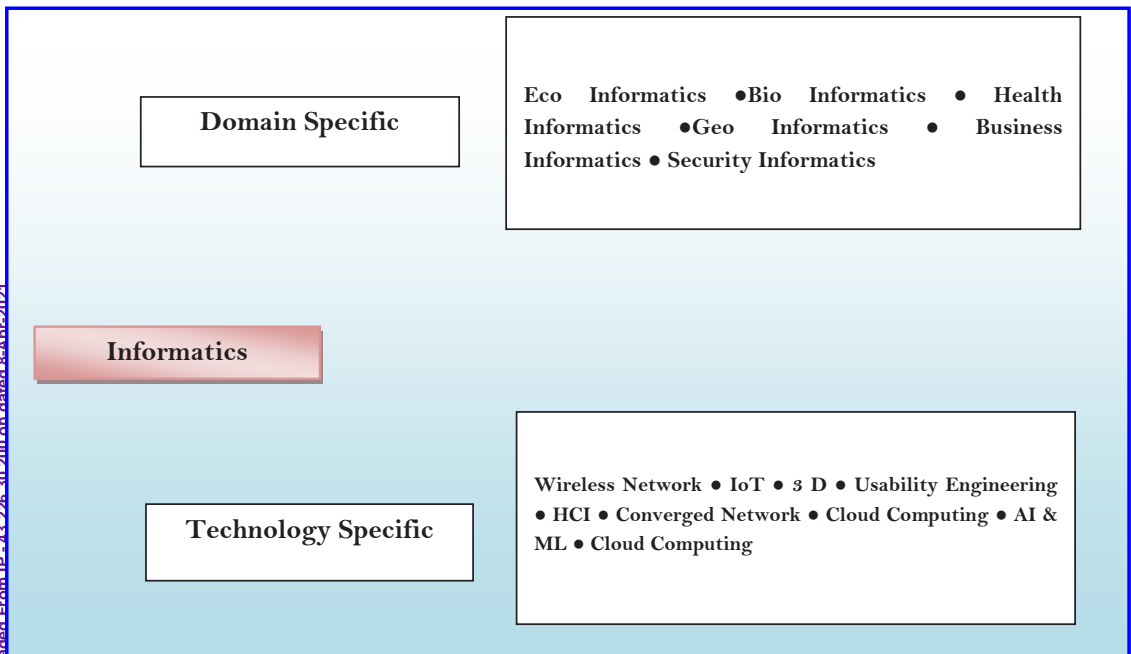 Domain Specific
Eco Informatics ●Bio Informatics ● Health
Informatics ●Geo Informatics ● Business
Informatics ● Security Informatics
Informatics
Technology Specific
Wireless Network ● IoT ● 3 D ● Usability Engineering
● HCI ● Converged Network ● Cloud Computing ● AI &
ML ● Cloud Computing